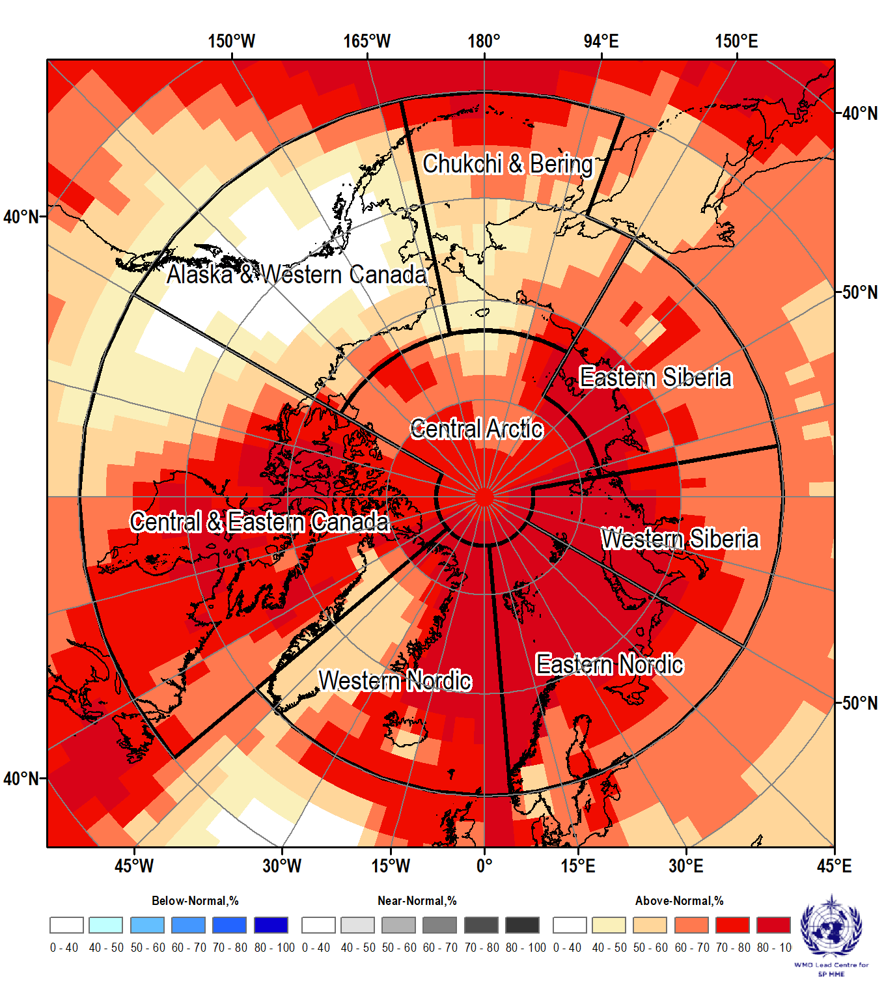 150°W 165°W 180° 94°E 150°E
40°N
Chukchi & Bering
40°N
Alaska & Western Canada
50°N
Eastern Siberia
Central Arctic
Central & Eastern Canada
Western Siberia
Eastern Nordic
Western Nordic
50°N
40°N
45°W 30°W 15°W 0° 15°E 30°E 45°E
Below-Normal,% Near-Normal,% Above-Normal,%
0 - 40 40 - 50 50 - 60 60 - 70 70 - 80 80 - 100 0 - 40 40 - 50 50 - 60 60 - 70 70 - 80 80 - 100 0 - 40 40 - 50 50 - 60 60 - 70 70 - 80 80 - 10
WMO Lead Centre for
SP MME